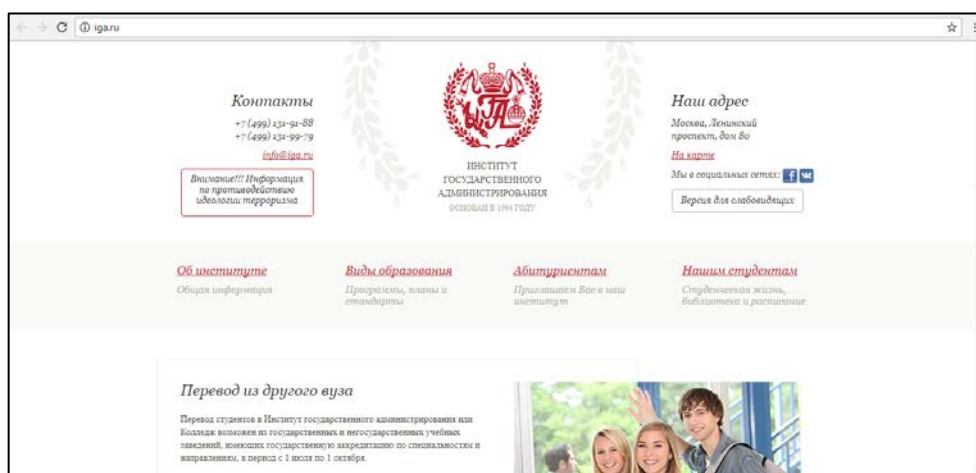 iga.ru
Контакты
+7 (499) 131-91-88
+7 (499) 131-99-79
info@iga.ru
Внимание!!! Информация
по противодействию
идеологии терроризма
ИНСТИТУТ
ГОСУДАРСТВЕННОГО
АДМИНИСТРИРОВАНИЯ
ОСНОВАН В 1994 ГОДУ
Наш адрес
Москва, Ленинский
проспект, дом 80
На карте
Мы в социальных сетях:
Версия для слабовидящих
Об институте
Общая информация
Виды образования
Программы, планы и
стандарты
Абитуриентам
Приглашаем Вас в наш
институт
Нашим студентам
Студенческая жизнь,
библиотека и расписание
Перевод из другого вуза
Перевод студентов в Институт государственного администрирования или
Колледж возможен из государственных и негосударственных учебных
заведений, имеющих государственную аккредитацию по специальностям и
направлениям, в период с 1 июля по 1 октября.